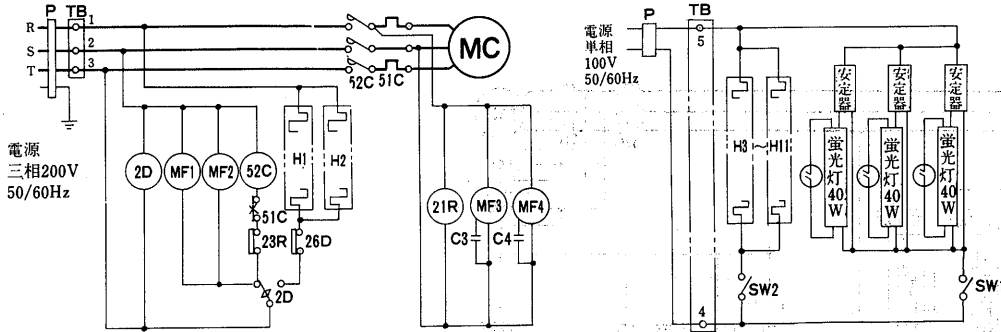 P TB
R 1
S 2
T 3
52C 51C
MC
電源
三相200V
50/60Hz
2D
MF1
MF2
52C
51C
23R
26D
H1
H2
2D
21R
MF3
MF4
C3
C4
電源
単相
100V
50/60Hz
P
TB
5
4
H3
～
H11
SW2
安定器
安定器
安定器
蛍光灯40W
蛍光灯40W
蛍光灯40W
SW